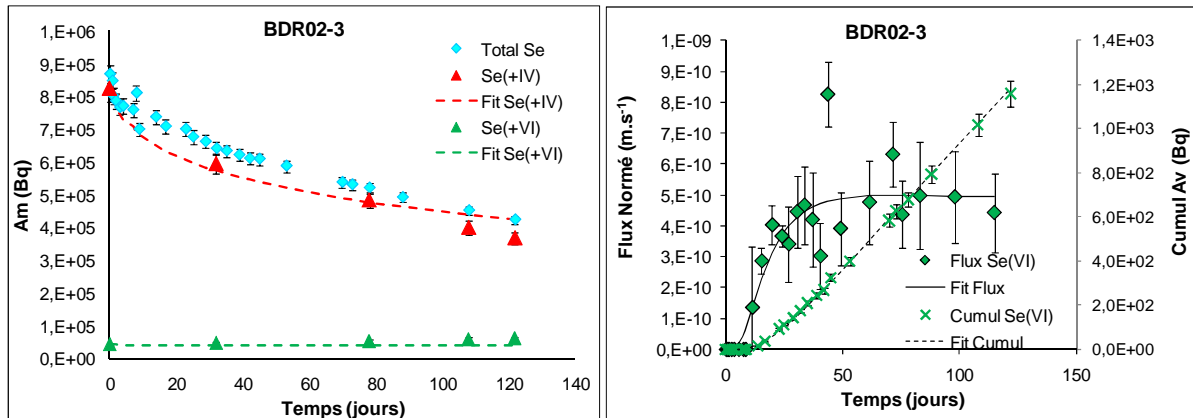 BDR02-3
1,E+06
9,E+05
8,E+05
7,E+05
6,E+05
5,E+05
4,E+05
3,E+05
2,E+05
1,E+05
0,E+00
Am (Bq)
Total Se
Se(+IV)
Fit Se(+IV)
Se(+VI)
Fit Se(+VI)
0 20 40 60 80 100 120 140
Temps (jours)
BDR02-3
1,E-09
9,E-10
8,E-10
7,E-10
6,E-10
5,E-10
4,E-10
3,E-10
2,E-10
1,E-10
0,E+00
Flux Normé (m.s-1)
1,4E+03
1,2E+03
1,0E+03
8,0E+02
6,0E+02
4,0E+02
2,0E+02
0,0E+00
Cumul Av (Bq)
Flux Se(VI)
Fit Flux
Cumul Se(VI)
Fit Cumul
0 50 100 150
Temps (jours)